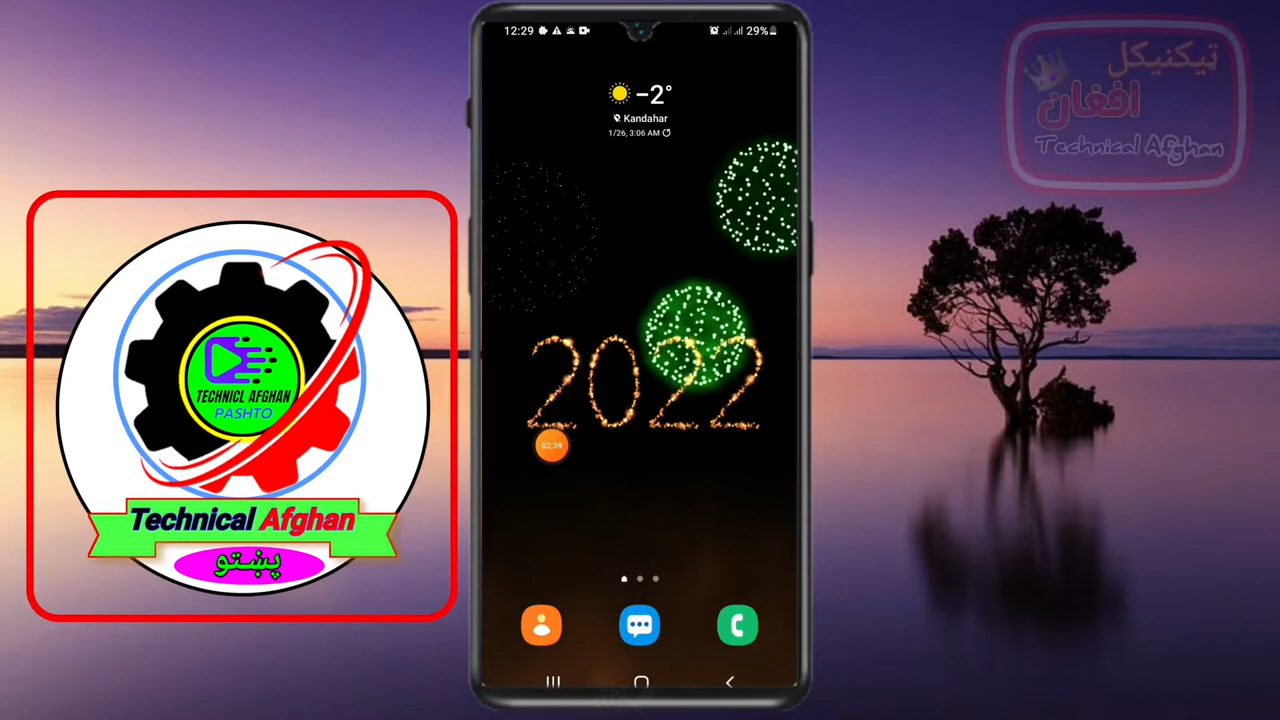 12:29
29%
-2°
Kandahar
1/26, 3:06 AM
2022
02:39
تٖیکنیکل
افغان
Technical Afghan
TECHNICL AFGHAN
PASHTO
Technical Afghan
پښتو